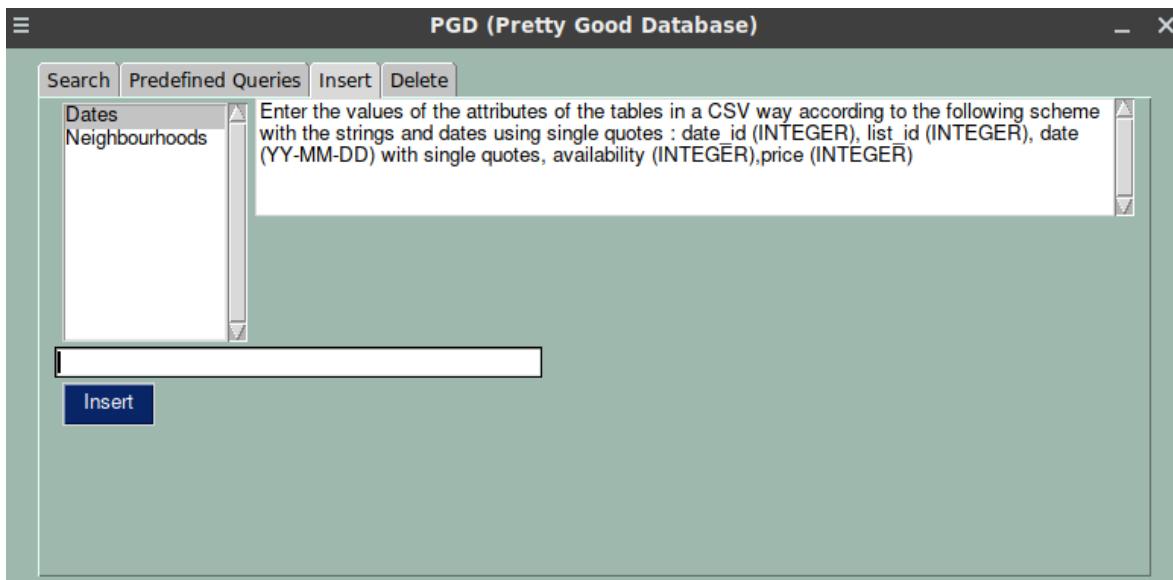 PGD (Pretty Good Database)
Search Predefined Queries Insert Delete
Dates
Neighbourhoods
Enter the values of the attributes of the tables in a CSV way according to the following scheme
with the strings and dates using single quotes : date_id (INTEGER), list_id (INTEGER), date
(YY-MM-DD) with single quotes, availability (INTEGER),price (INTEGER)
Insert